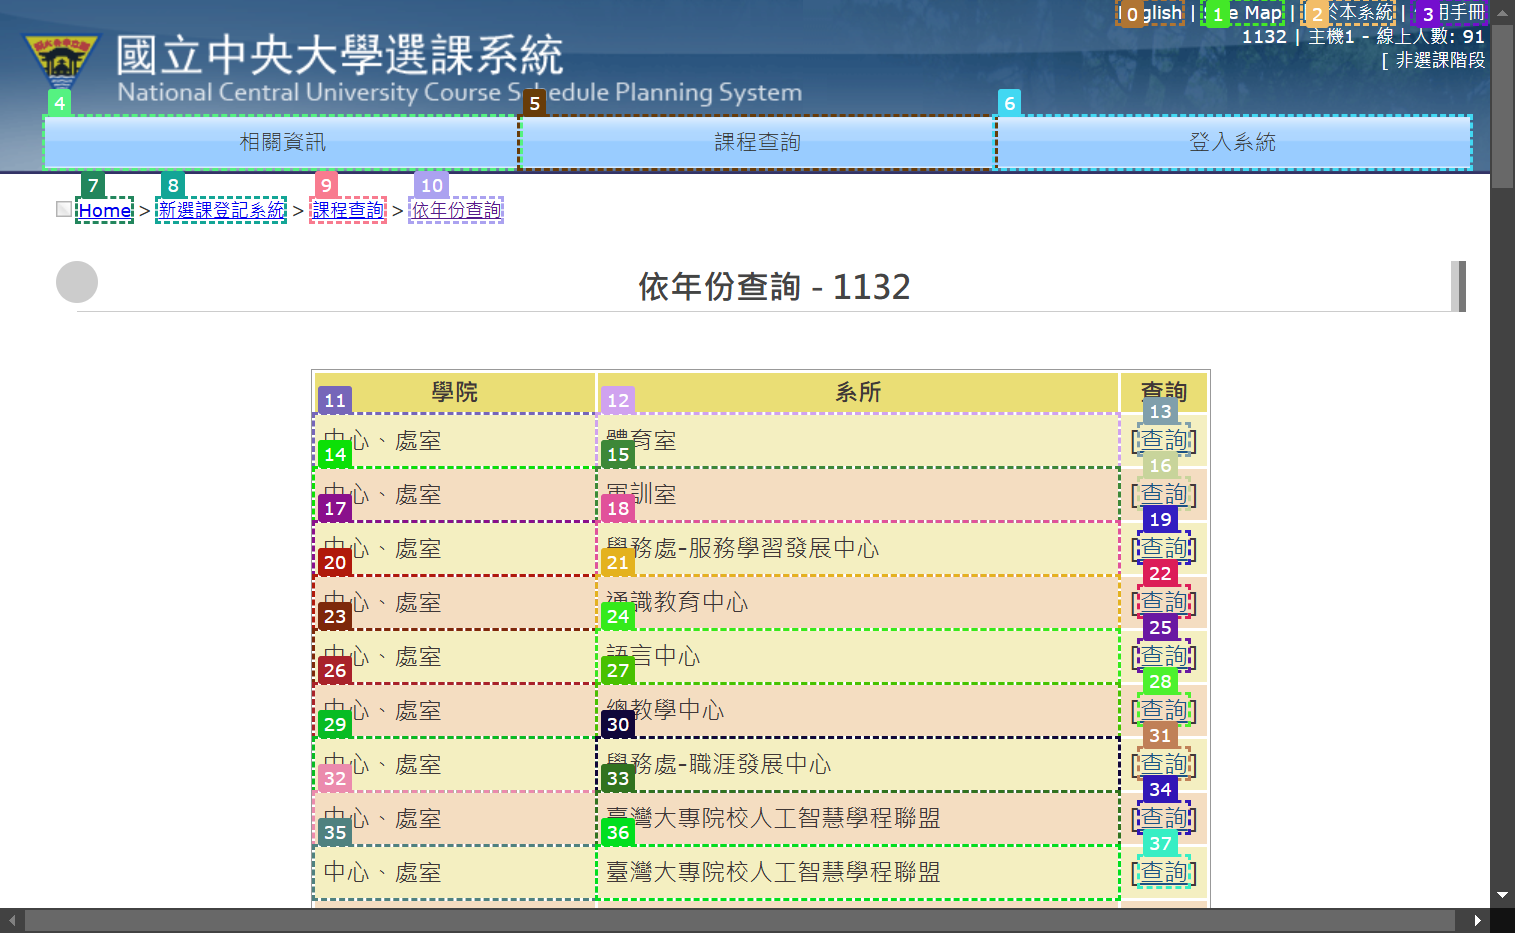 English | Site Map | 於本系統 | 用手冊
1132 | 主機1 - 線上人數: 91
[ 非選課階段
國立中央大學選課系統
National Central University Course Schedule Planning System
0 1 2 3
4 5 6
相關資訊 課程查詢 登入系統
7 8 9 10
Home > 新選課登記系統 > 課程查詢 > 依年份查詢
依年份查詢 - 1132
學院 系所 查詢
11 12 13
中心、處室 體育室 [查詢]
14 15 16
中心、處室 軍訓室 [查詢]
17 18 19
中心、處室 學務處-服務學習發展中心 [查詢]
20 21 22
中心、處室 通識教育中心 [查詢]
23 24 25
中心、處室 語言中心 [查詢]
26 27 28
中心、處室 總教學中心 [查詢]
29 30 31
中心、處室 學務處-職涯發展中心 [查詢]
32 33 34
中心、處室 臺灣大專院校人工智慧學程聯盟 [查詢]
35 36 37
中心、處室 臺灣大專院校人工智慧學程聯盟 [查詢]